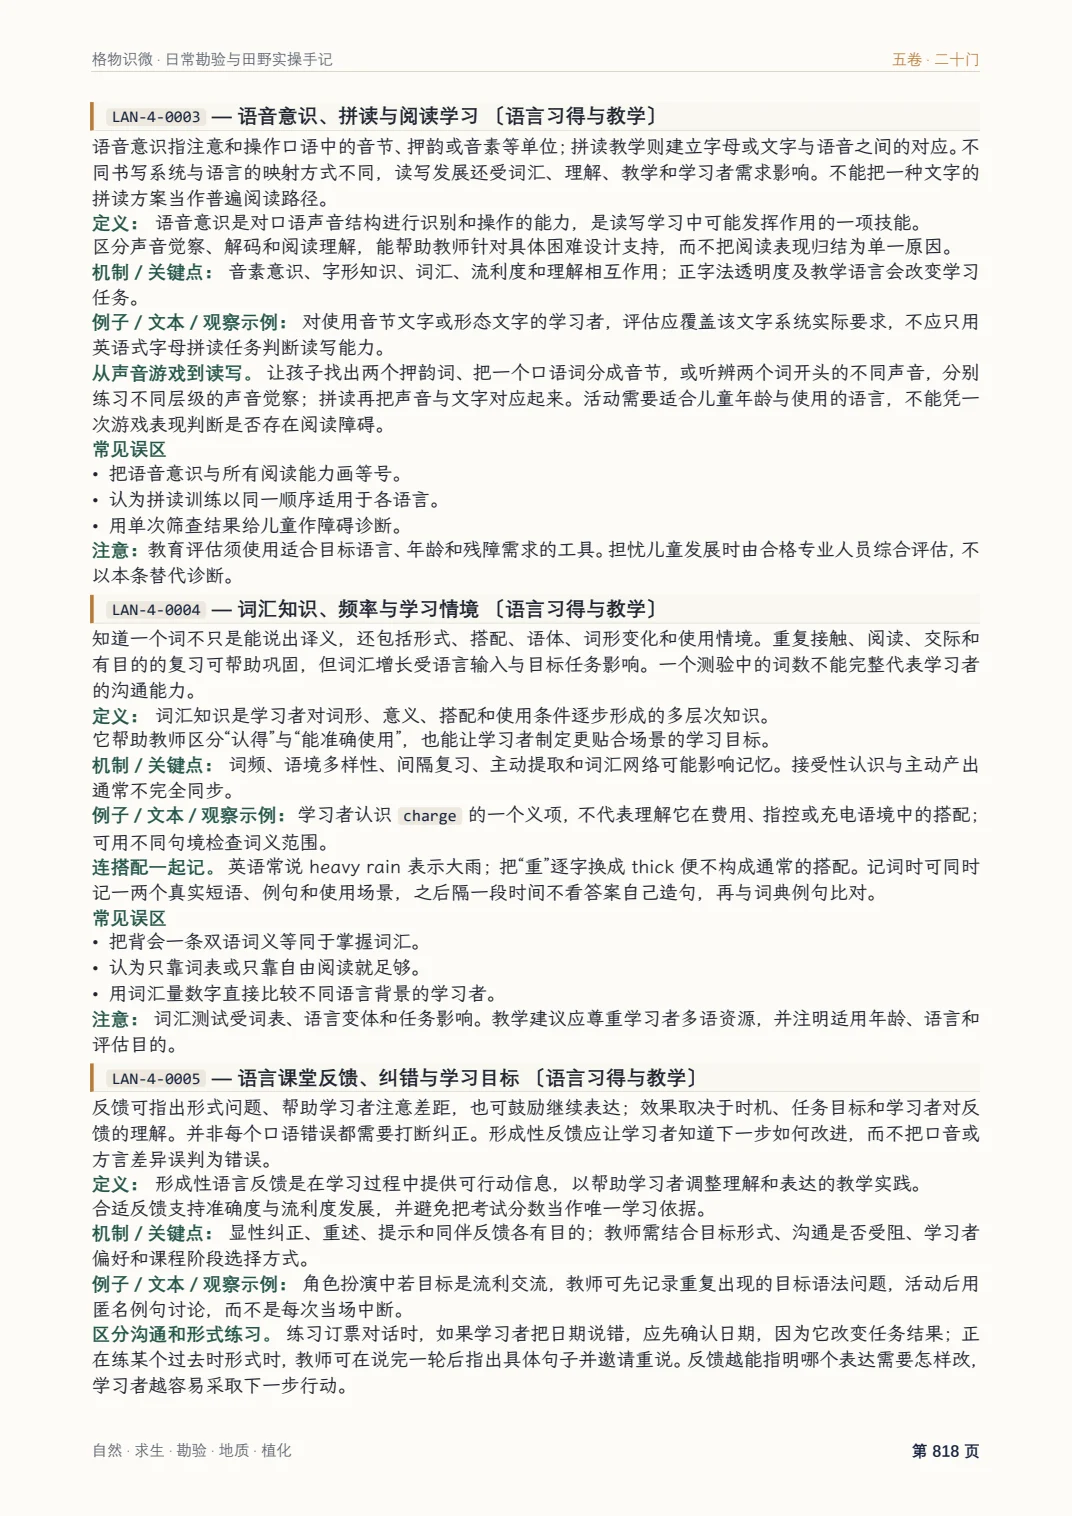 格物识微 · 日常勘验与田野实操手记
五卷 · 二十门
LAN-4-0003 — 语音意识、拼读与阅读学习 〔语言习得与教学〕
语音意识指注意和操作口语中的音节、押韵或音素等单位；拼读教学则建立字母或文字与语音之间的对应。不
同书写系统与语言的映射方式不同，读写发展还受词汇、理解、教学和学习者需求影响。不能把一种文字的
拼读方案当作普遍阅读路径。
定义： 语音意识是对口语声音结构进行识别和操作的能力，是读写学习中可能发挥作用的一项技能。
区分声音觉察、解码和阅读理解，能帮助教师针对具体困难设计支持，而不把阅读表现归结为单一原因。
机制 / 关键点： 音素意识、字形知识、词汇、流利度和理解相互作用；正字法透明度及教学语言会改变学习
任务。
例子 / 文本 / 观察示例： 对使用音节文字或形态文字的学习者，评估应覆盖该文字系统实际要求，不应只用
英语式字母拼读任务判断读写能力。
从声音游戏到读写。 让孩子找出两个押韵词、把一个口语词分成音节，或听辨两个词开头的不同声音，分别
练习不同层级的声音觉察；拼读再把声音与文字对应起来。活动需要适合儿童年龄与使用的语言，不能凭一
次游戏表现判断是否存在阅读障碍。
常见误区
• 把语音意识与所有阅读能力画等号。
• 认为拼读训练以同一顺序适用于各语言。
• 用单次筛查结果给儿童作障碍诊断。
注意： 教育评估须使用适合目标语言、年龄和残障需求的工具。担忧儿童发展时由合格专业人员综合评估，不
以本条替代诊断。
LAN-4-0004 — 词汇知识、频率与学习情境 〔语言习得与教学〕
知道一个词不只是能说出译义，还包括形式、搭配、语体、词形变化和使用情境。重复接触、阅读、交际和
有目的的复习可帮助巩固，但词汇增长受语言输入与目标任务影响。一个测验中的词数不能完整代表学习者
的沟通能力。
定义： 词汇知识是学习者对词形、意义、搭配和使用条件逐步形成的多层次知识。
它帮助教师区分“认得”与“能准确使用”，也能让学习者制定更贴合场景的学习目标。
机制 / 关键点： 词频、语境多样性、间隔复习、主动提取和词汇网络可能影响记忆。接受性认识与主动产出
通常不完全同步。
例子 / 文本 / 观察示例： 学习者认识 charge 的一个义项，不代表理解它在费用、指控或充电语境中的搭配；
可用不同句境检查词义范围。
连搭配一起记。 英语常说 heavy rain 表示大雨；把“重”逐字换成 thick 便不构成通常的搭配。记词时可同时
记一两个真实短语、例句和使用场景，之后隔一段时间不看答案自己造句，再与词典例句比对。
常见误区
• 把背会一条双语词义等同于掌握词汇。
• 认为只靠词表或只靠自由阅读就足够。
• 用词汇量数字直接比较不同语言背景的学习者。
注意： 词汇测试受词表、语言变体和任务影响。教学建议应尊重学习者多语资源，并注明适用年龄、语言和
评估目的。
LAN-4-0005 — 语言课堂反馈、纠错与学习目标 〔语言习得与教学〕
反馈可指出形式问题、帮助学习者注意差距，也可鼓励继续表达；效果取决于时机、任务目标和学习者对反
馈的理解。并非每个口语错误都需要打断纠正。形成性反馈应让学习者知道下一步如何改进，而不把口音或
方言差异误判为错误。
定义： 形成性语言反馈是在学习过程中提供可行动信息，以帮助学习者调整理解和表达的教学实践。
合适反馈支持准确度与流利度发展，并避免把考试分数当作唯一学习依据。
机制 / 关键点： 显性纠正、重述、提示和同伴反馈各有目的；教师需结合目标形式、沟通是否受阻、学习者
偏好和课程阶段选择方式。
例子 / 文本 / 观察示例： 角色扮演中若目标是流利交流，教师可先记录重复出现的目标语法问题，活动后用
匿名例句讨论，而不是每次当场中断。
区分沟通和形式练习。 练习订票对话时，如果学习者把日期说错，应先确认日期，因为它改变任务结果；正
在练某个过去时形式时，教师可在说完一轮后指出具体句子并邀请重说。反馈越能指明哪个表达需要怎样改，
学习者越容易采取下一步行动。
自然 · 求生 · 勘验 · 地质 · 植化
第 818 页